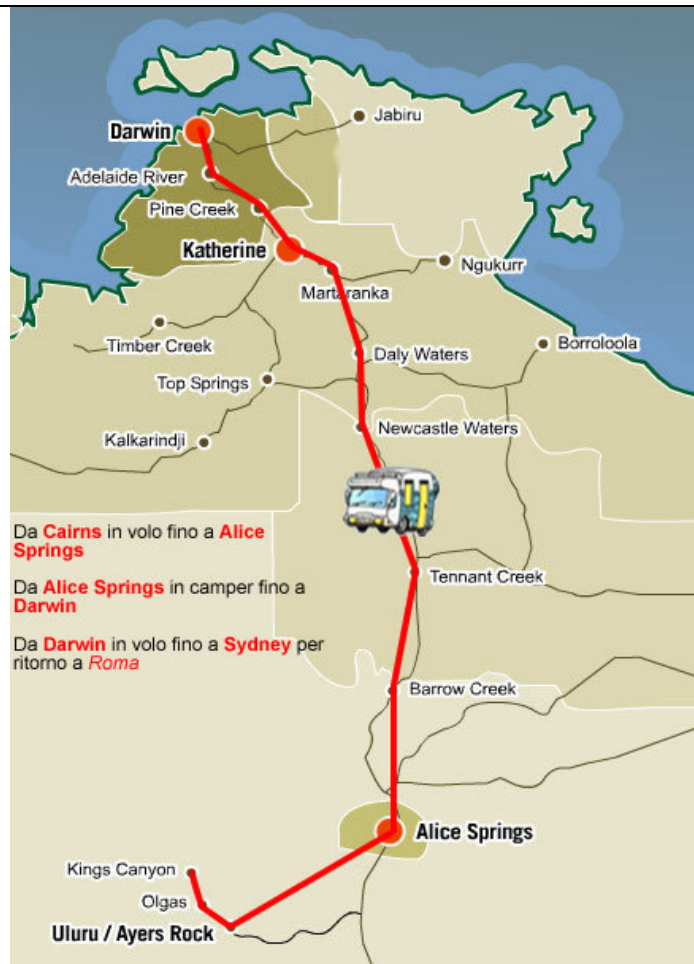 Jabiru
Darwin
Adelaide River
Pine Creek
Katherine
Ngukurr
Martaranka
Timber Creek
Daly Waters
Borroloola
Top Springs
Newcastle Waters
Kalkarindji
Da Cairns in volo fino a Alice
Springs
Da Alice Springs in camper fino a
Darwin
Da Darwin in volo fino a Sydney per
ritorno a Roma
Tennant Creek
Barrow Creek
Alice Springs
Kings Canyon
Olgas
Uluru / Ayers Rock